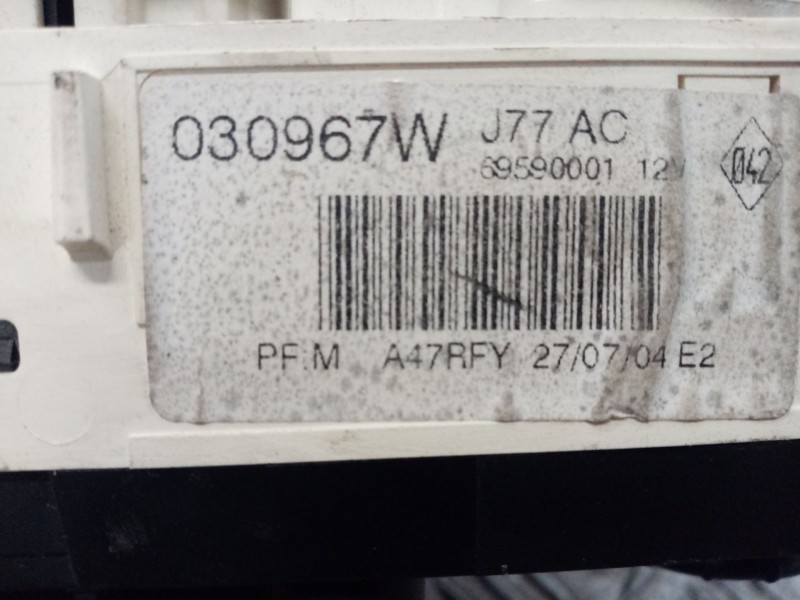 030967W J77 AC
69590001 12V
042
PF.M A47RFY 27/07/04 E2